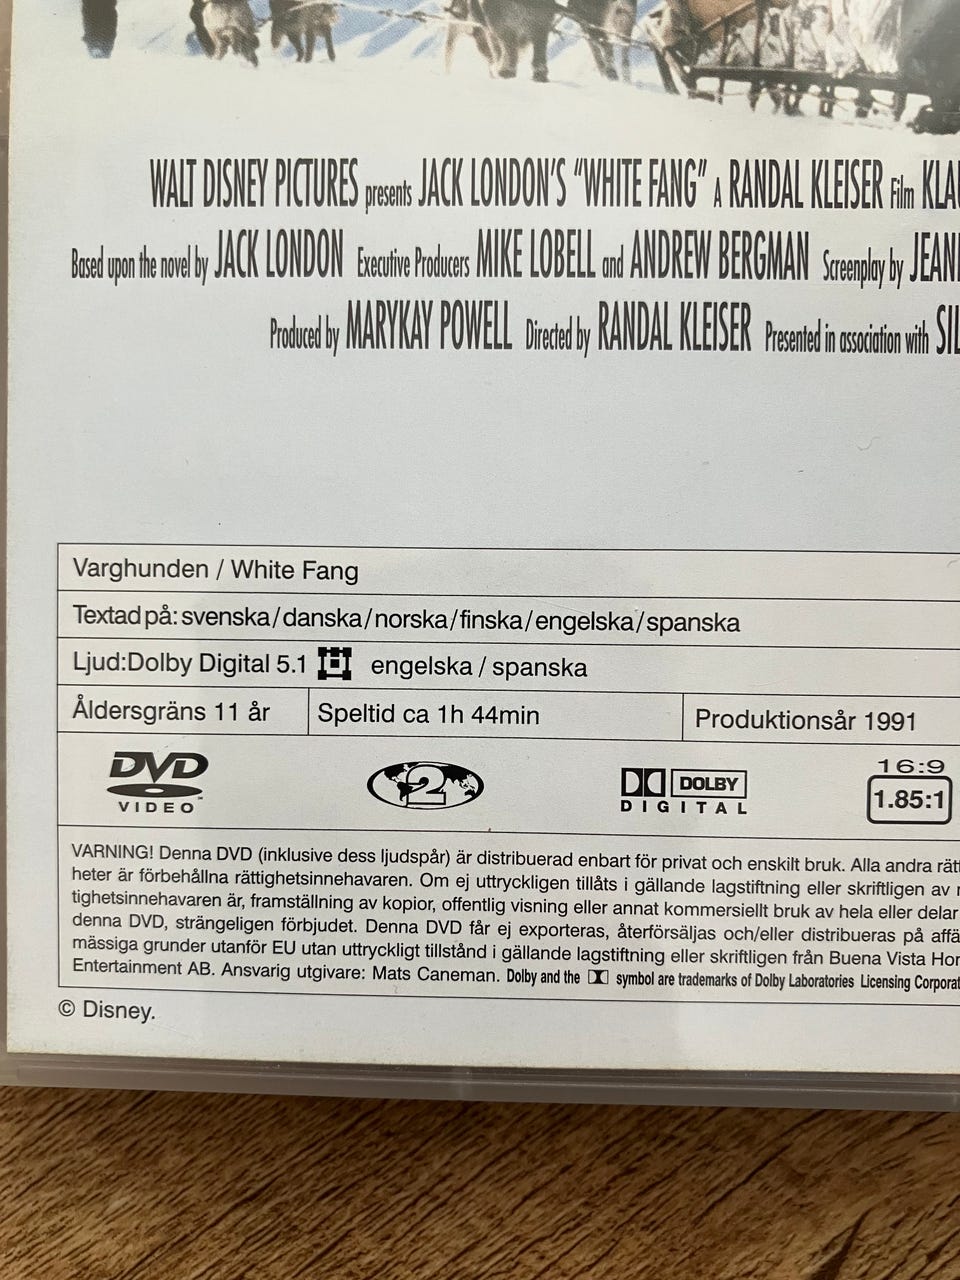 WALT DISNEY PICTURES presents JACK LONDON'S "WHITE FANG" A RANDAL KLEISER Film
Based upon the novel by JACK LONDON Executive Producers MIKE LOBELL and ANDREW BERGMAN Screenplay by
Produced by MARYKAY POWELL Directed by RANDAL KLEISER Presented in association with
Varghunden / White Fang
Textad på: svenska/danska/norska/finska/engelska/spanska
Ljud:Dolby Digital 5.1 engelska / spanska
Åldersgräns 11 år Speltid ca 1h 44min Produktionsår 1991
DVD VIDEO™ 2 DOLBY DIGITAL 16:9 1.85:1
VARNING! Denna DVD (inklusive dess ljudspår) är distribuerad enbart för privat och enskilt bruk. Alla andra rätt
heter är förbehållna rättighetsinnehavaren. Om ej uttryckligen tillåts i gällande lagstiftning eller skriftligen av
tighetsinnehavaren är, framställning av kopior, offentlig visning eller annat kommersiellt bruk av hela eller delar
denna DVD, strängeligen förbjudet. Denna DVD får ej exporteras, återförsäljas och/eller distribueras på affä
mässiga grunder utanför EU utan uttryckligt tillstånd i gällande lagstiftning eller skriftligen från Buena Vista
Entertainment AB. Ansvarig utgivare: Mats Caneman. Dolby and the symbol are trademarks of Dolby Laboratories Licensing Corporat
© Disney.